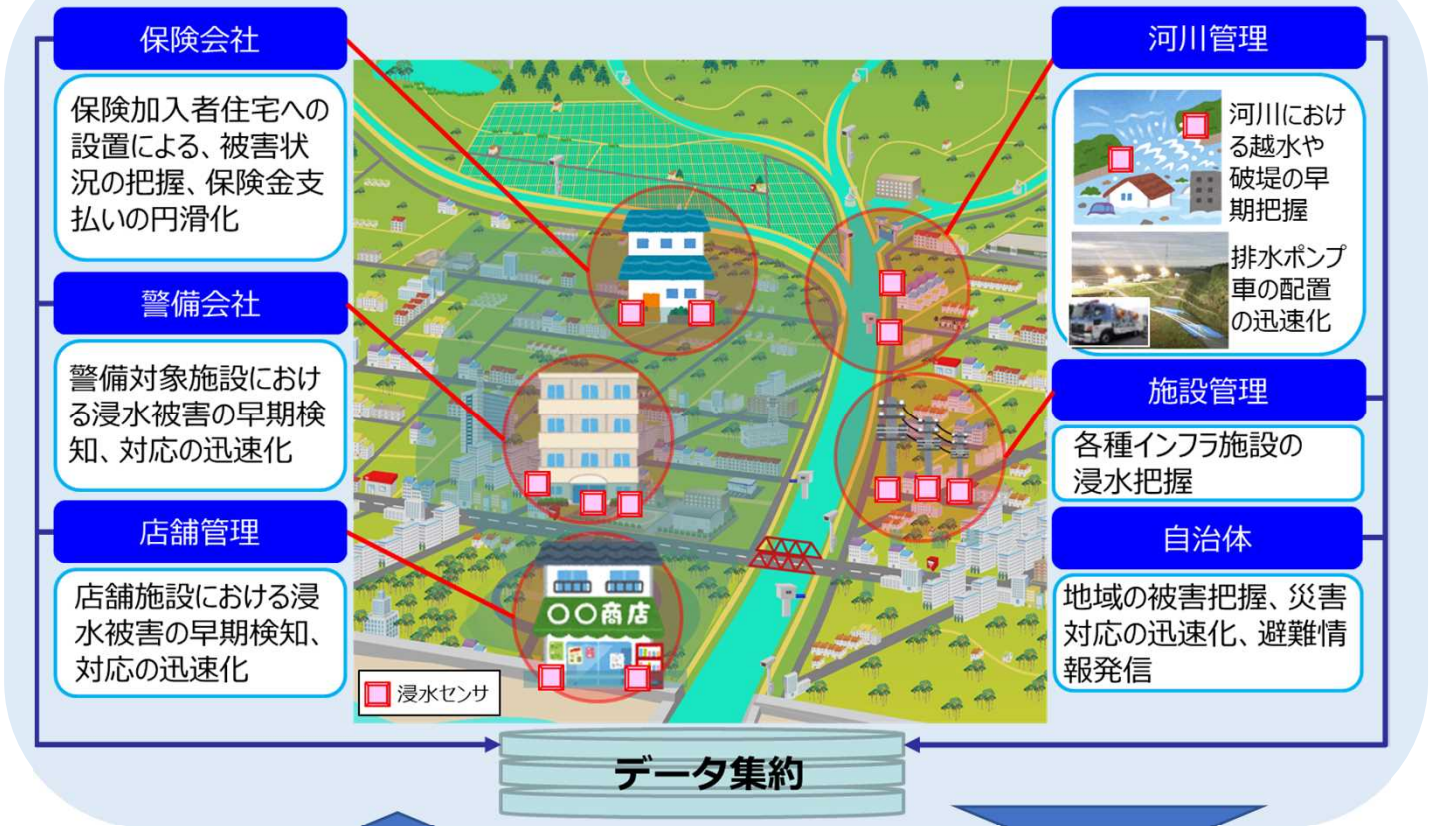 保険会社
保険加入者住宅への
設置による、被害状
況の把握、保険金支
払いの円滑化
警備会社
警備対象施設におけ
る浸水被害の早期検
知、対応の迅速化
店舗管理
店舗施設における浸
水被害の早期検知、
対応の迅速化
〇〇商店
浸水センサ
河川管理
河川におけ
る越水や
破堤の早
期把握
排水ポンプ
車の配置
の迅速化
施設管理
各種インフラ施設の
浸水把握
自治体
地域の被害把握、災害
対応の迅速化、避難情
報発信
データ集約